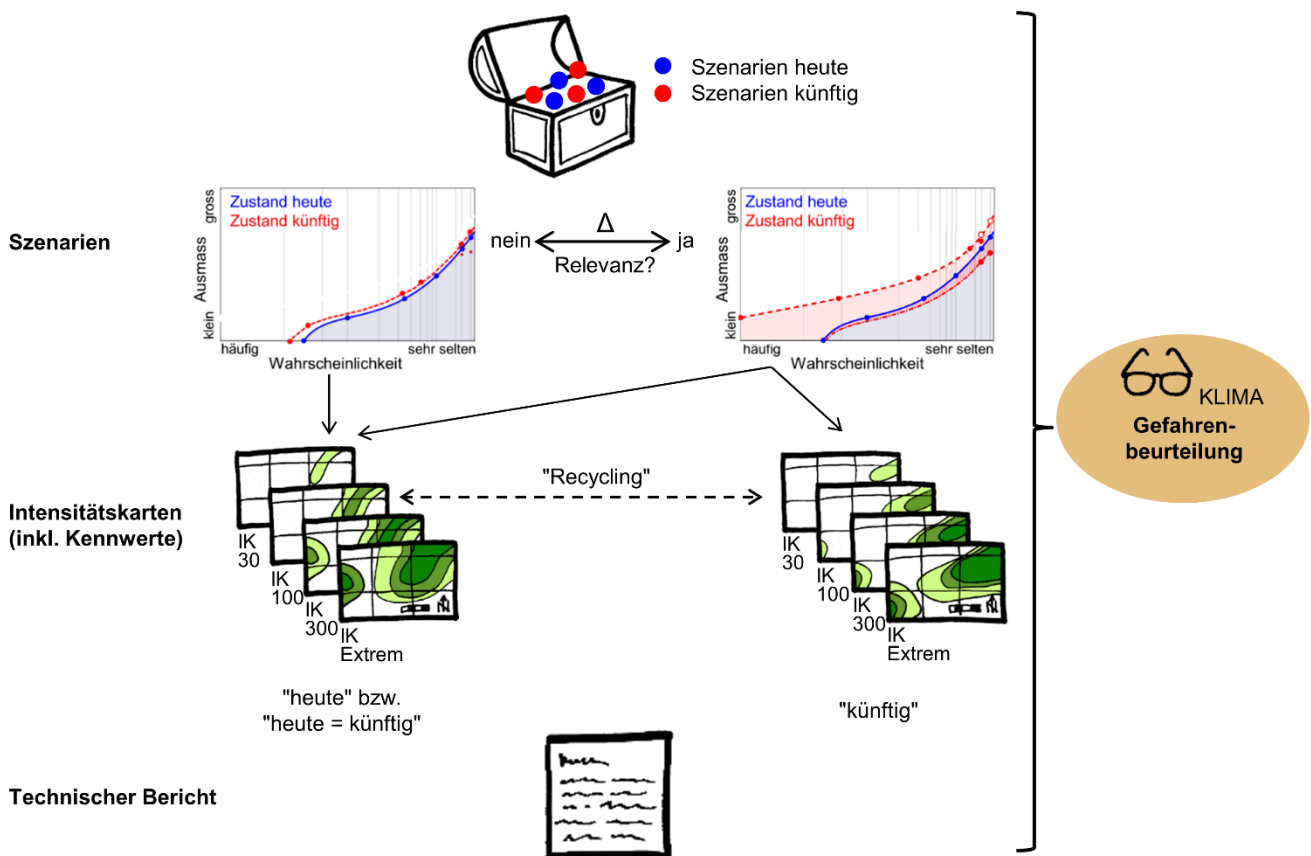 Szenarien heute
Szenarien künftig
Szenarien
gross
Ausmass
klein
Zustand heute
Zustand künftig
häufig
sehr selten
Wahrscheinlichkeit
nein
Δ
ja
Relevanz?
gross
Ausmass
klein
Zustand heute
Zustand künftig
häufig
sehr selten
Wahrscheinlichkeit
KLIMA
Gefahren-
beurteilung
Intensitätskarten
(inkl. Kennwerte)
IK
30
IK
100
IK
300
IK
Extrem
N
"Recycling"
IK
30
IK
100
IK
300
IK
Extrem
N
"heute" bzw.
"heute = künftig"
"künftig"
Technischer Bericht